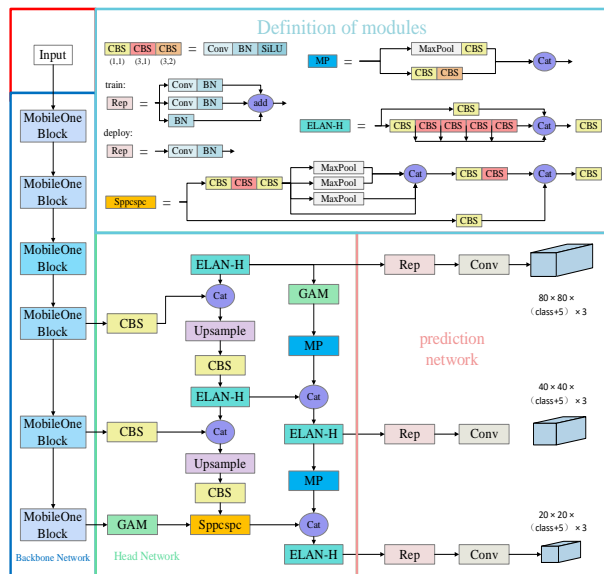 Definition of modules
Input
CBS CBS CBS = Conv BN SiLU
(1,1) (3,1) (3,2)
MP = MaxPool CBS
CBS CBS
Cat
train:
Rep = Conv BN
Conv BN
BN
add
deploy:
Rep = Conv BN
ELAN-H = CBS
CBS CBS CBS CBS CBS Cat CBS
Sppcspc = CBS CBS CBS
MaxPool
MaxPool
MaxPool
Cat CBS CBS Cat CBS
CBS
MobileOne
Block
MobileOne
Block
MobileOne
Block
MobileOne
Block
MobileOne
Block
MobileOne
Block
Backbone Network
ELAN-H
Cat
CBS
Upsample
CBS
ELAN-H
Cat
CBS
Upsample
CBS
GAM
Sppcspc
Head Network
GAM
MP
Cat
ELAN-H
MP
Cat
ELAN-H
Rep
Conv
80 × 80 ×
（class+5）× 3
prediction
network
40 × 40 ×
（class+5）× 3
Rep
Conv
20 × 20 ×
（class+5）× 3
Rep
Conv